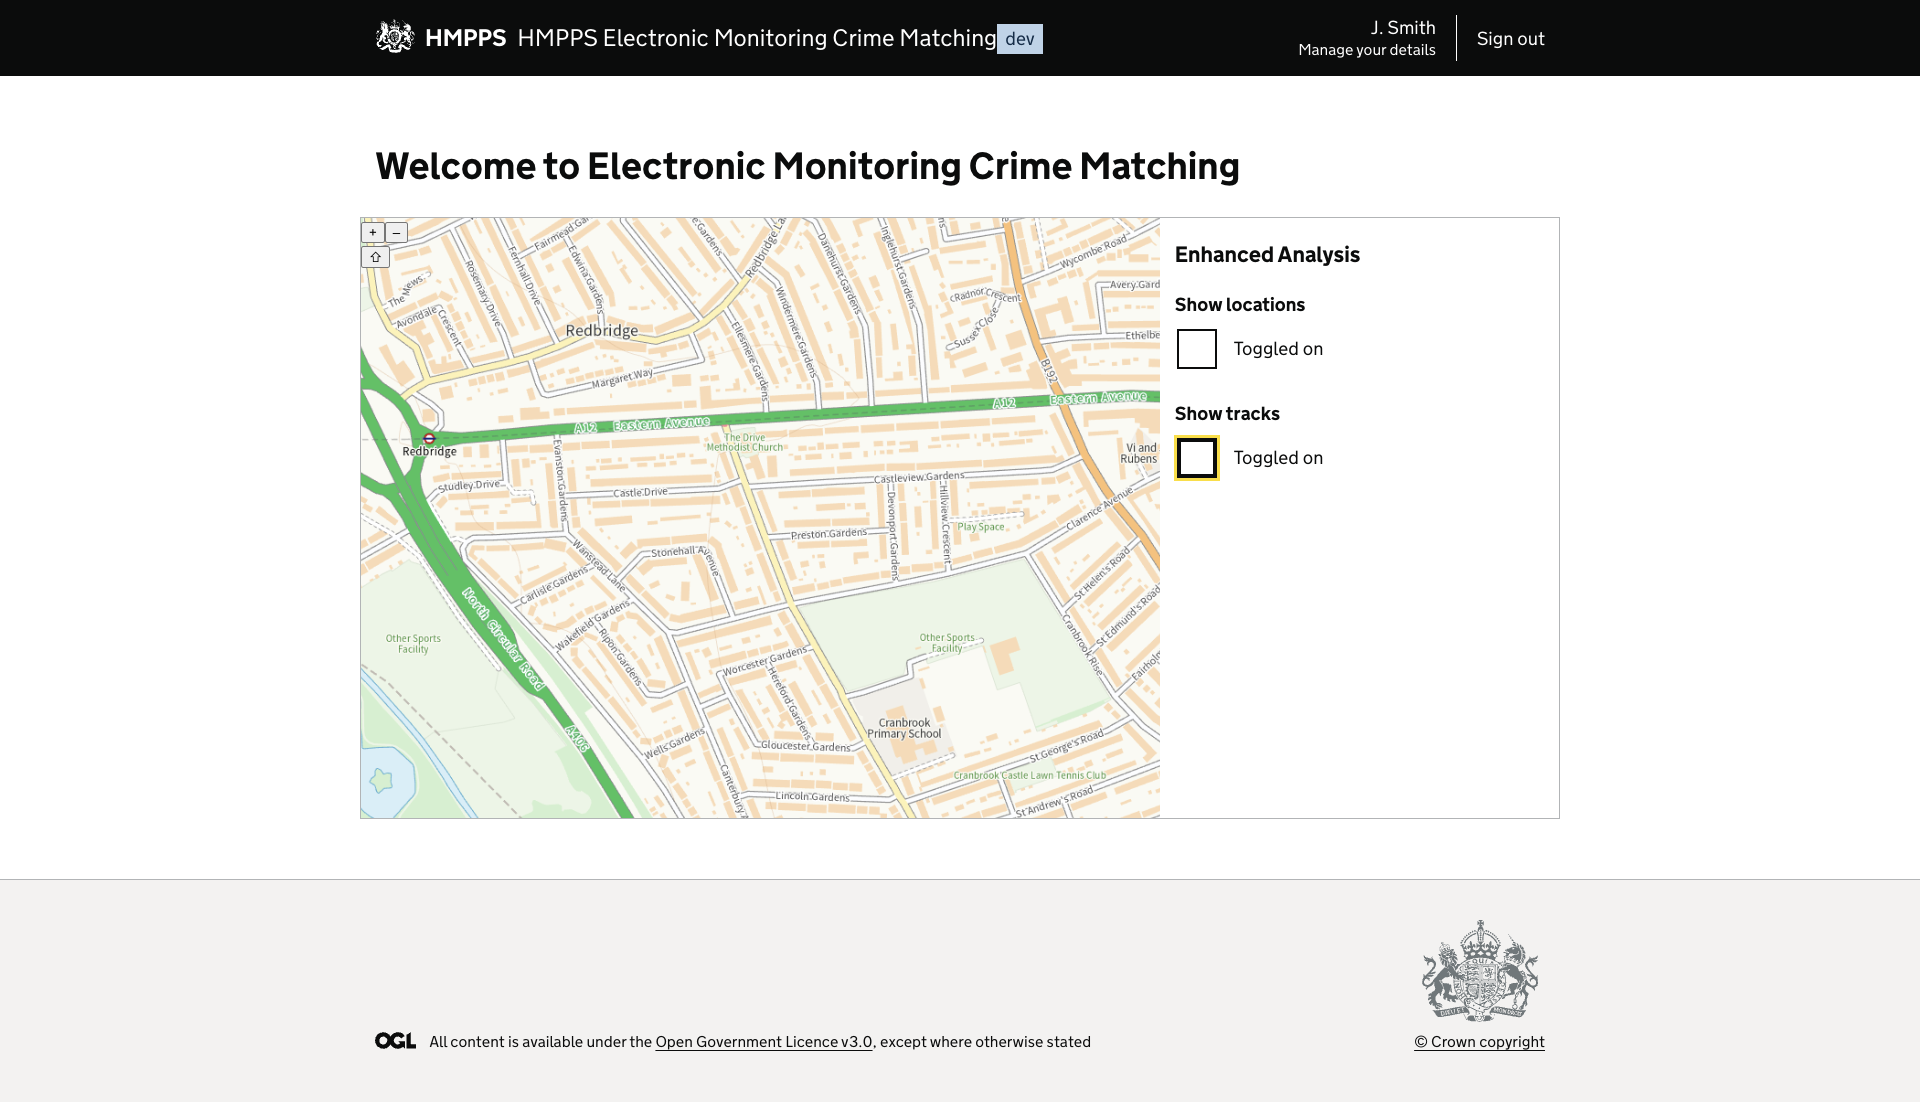 HMPPS HMPPS Electronic Monitoring Crime Matching dev
J. Smith
Manage your details
Sign out
Welcome to Electronic Monitoring Crime Matching
+ –
⇧
Fairmead Ga
Gardens
Redbridge La
Danehurst Gardens
Inglehurst Gardens
ns
Wycombe Road
The Mews
Rosemary Drive
Fernhall Drive
Edwina Gardens
Avondale Crescent
Windermere Gardens
Radnor Crescent
Avery Gard
Sussex Close
Ethelbe
Redbridge
Ellesmere Gardens
Margaret Way
B192
A12 Eastern Avenue
A12 Eastern Avenue
Redbridge
The Drive
Methodist Church
Vi and
Rubens
Evanston Gardens
Studley Drive
Castle Drive
Castleview Gardens
Devonport Gardens
Hillview Crescent
Clarence Avenue
Play Space
Preston Gardens
Wanstead Lane
Stonehall Avenue
Carlisle Gardens
St Helen's Road
St Edmund's Road
Wakefield Gardens
North Circular Road
Ripon Gardens
Cranbrook Rise
Other Sports
Facility
Other Sports
Facility
Worcester Gardens
Hereford Gardens
Fairholm
Cranbrook
Primary School
A406
Wells Gardens
Gloucester Gardens
St George's Road
Cranbrook Castle Lawn Tennis Club
Canterbury A
Lincoln Gardens
St Andrew's Road
Enhanced Analysis
Show locations
Toggled on
Show tracks
Toggled on
OGL All content is available under the Open Government Licence v3.0, except where otherwise stated
© Crown copyright